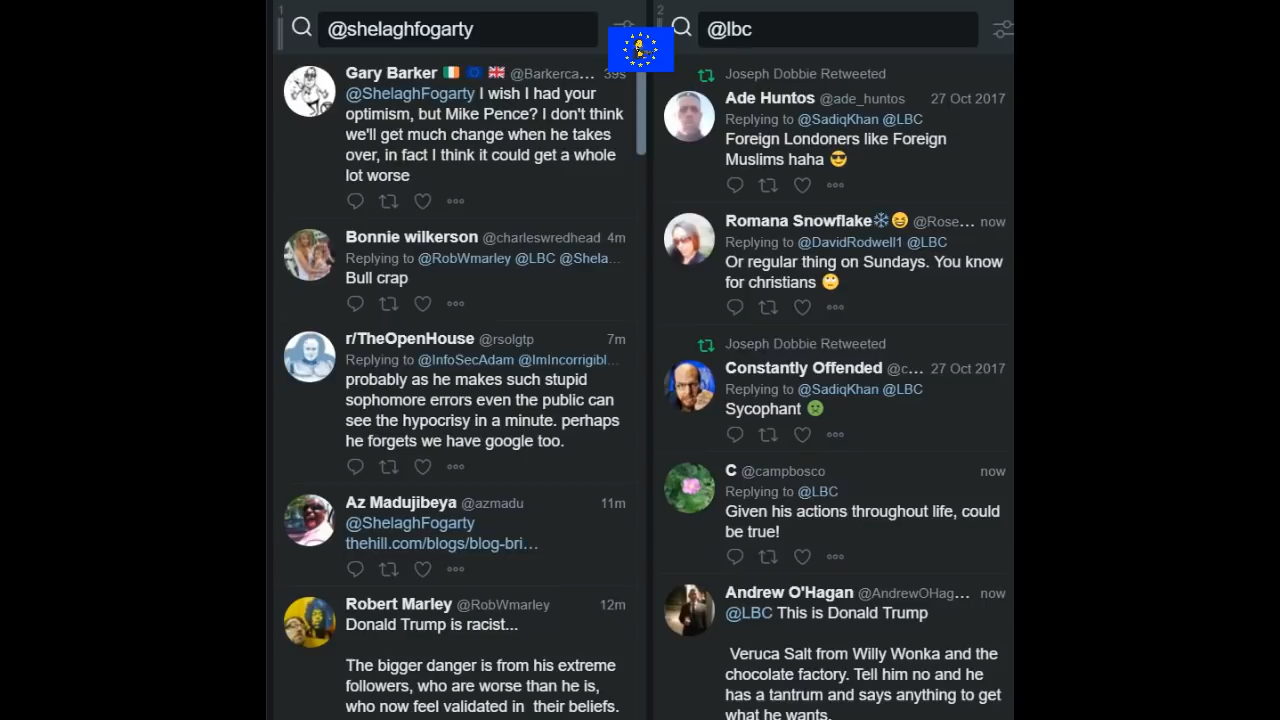 1
@shelaghfogarty
Gary Barker @Barkerca... 39s
@ShelaghFogarty I wish I had your
optimism, but Mike Pence? I don't think
we'll get much change when he takes
over, in fact I think it could get a whole
lot worse
Bonnie wilkerson @charleswredhead 4m
Replying to @RobWmarley @LBC @Shela...
Bull crap
r/TheOpenHouse @rsolgtp 7m
Replying to @InfoSecAdam @ImIncorrigibl...
probably as he makes such stupid
sophomore errors even the public can
see the hypocrisy in a minute. perhaps
he forgets we have google too.
Az Madujibeya @azmadu 11m
@ShelaghFogarty
thehill.com/blogs/blog-bri...
Robert Marley @RobWmarley 12m
Donald Trump is racist...
The bigger danger is from his extreme
followers, who are worse than he is,
who now feel validated in their beliefs.
2
@lbc
Joseph Dobbie Retweeted
Ade Huntos @ade_huntos 27 Oct 2017
Replying to @SadiqKhan @LBC
Foreign Londoners like Foreign
Muslims haha 😎
Romana Snowflake❄😆 @Rose... now
Replying to @DavidRodwell1 @LBC
Or regular thing on Sundays. You know
for christians 🙄
Joseph Dobbie Retweeted
Constantly Offended @c... 27 Oct 2017
Replying to @SadiqKhan @LBC
Sycophant 🤢
C @campbosco now
Replying to @LBC
Given his actions throughout life, could
be true!
Andrew O'Hagan @AndrewOHag... now
@LBC This is Donald Trump
Veruca Salt from Willy Wonka and the
chocolate factory. Tell him no and he
has a tantrum and says anything to get
what he wants.